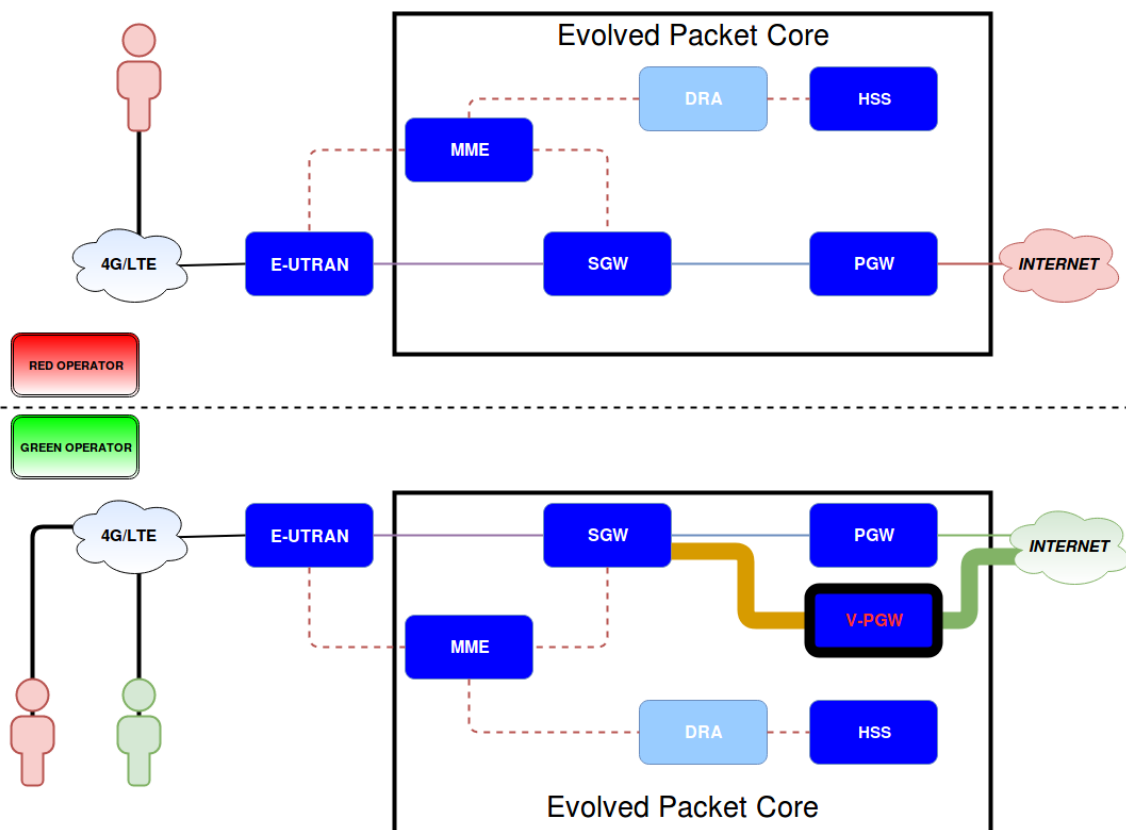 Evolved Packet Core
DRA
HSS
MME
4G/LTE
E-UTRAN
SGW
PGW
INTERNET
RED OPERATOR
GREEN OPERATOR
4G/LTE
E-UTRAN
SGW
PGW
INTERNET
V-PGW
MME
DRA
HSS
Evolved Packet Core